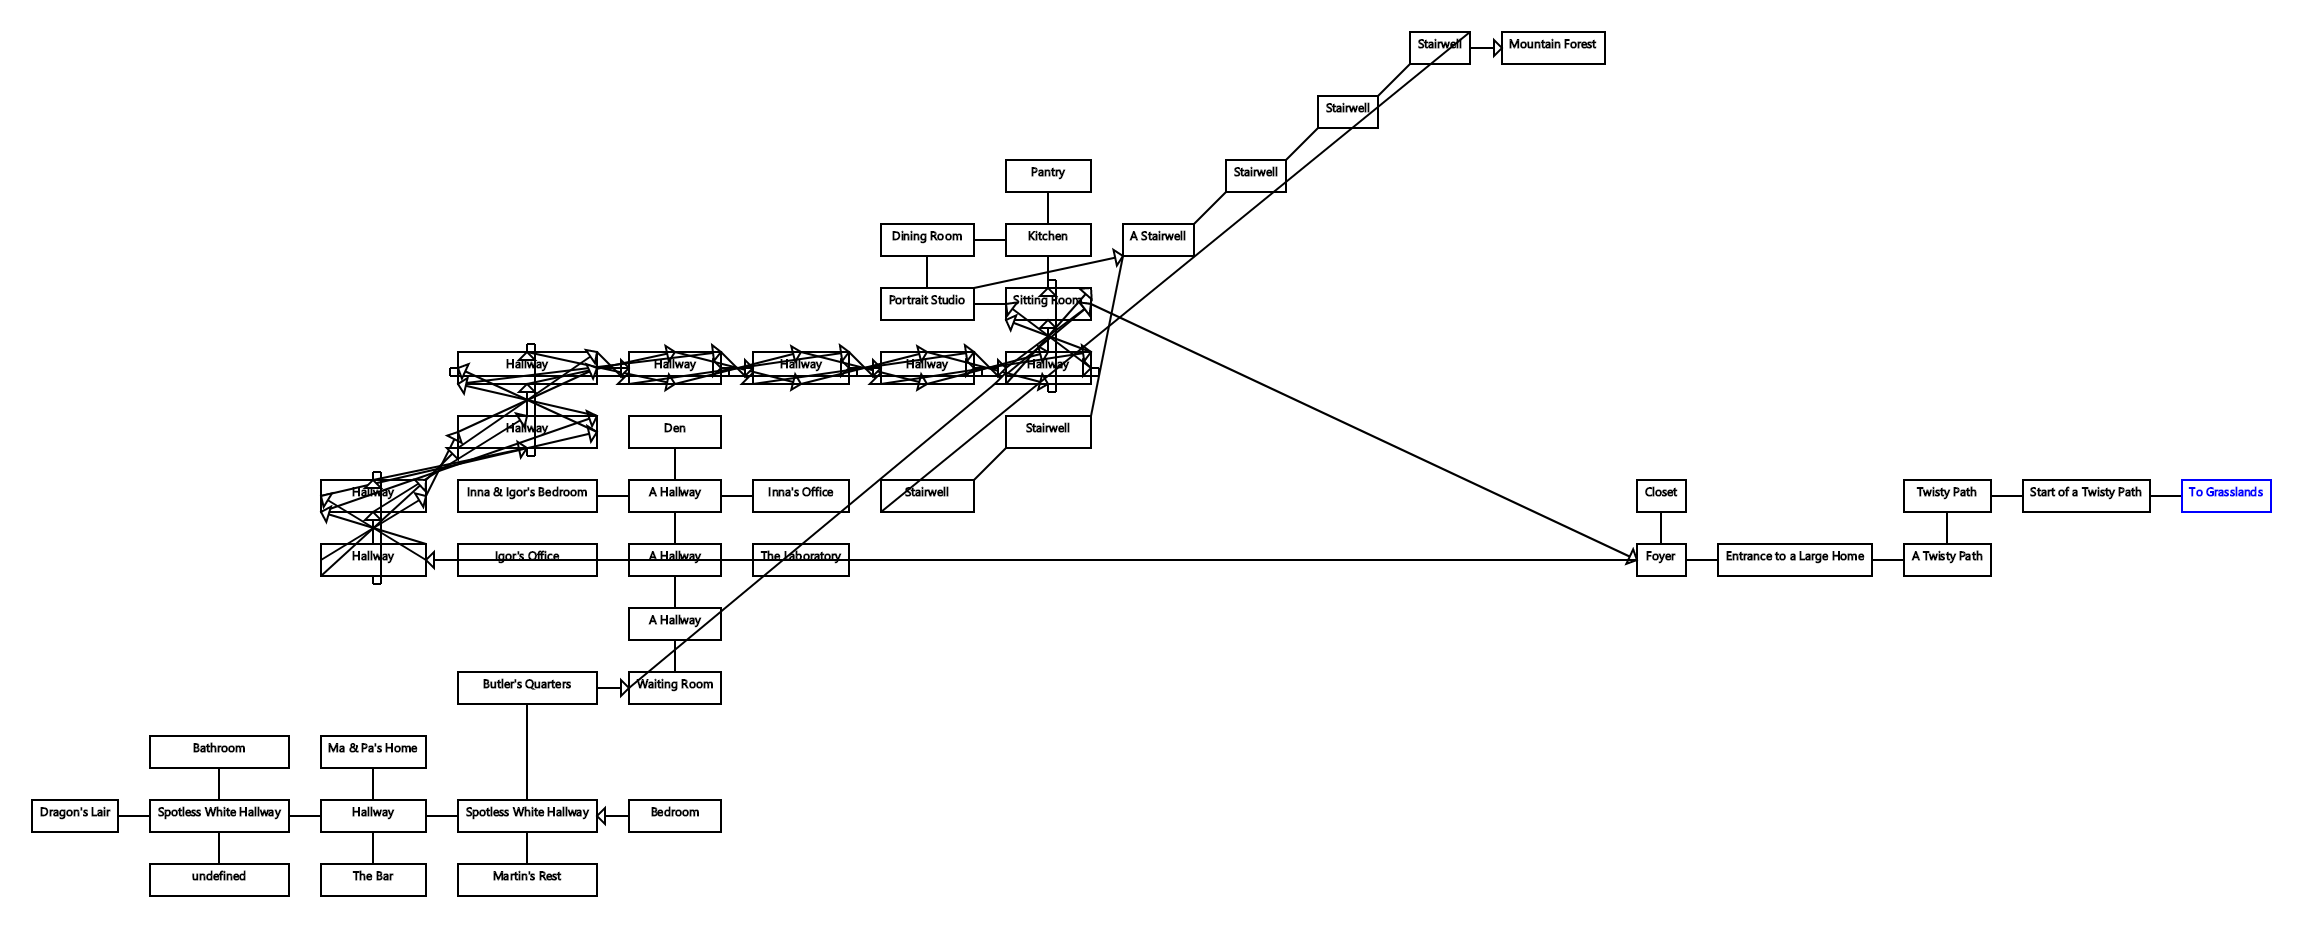 Stairwell
Mountain Forest
Stairwell
Pantry
Stairwell
Dining Room
Kitchen
A Stairwell
Portrait Studio
Sitting Room
Hallway
Hallway
Hallway
Hallway
Hallway
Hallway
Den
Stairwell
Hallway
Inna & Igor's Bedroom
A Hallway
Inna's Office
Stairwell
Closet
Twisty Path
Start of a Twisty Path
To Grasslands
Hallway
Igor's Office
A Hallway
The Laboratory
Foyer
Entrance to a Large Home
A Twisty Path
A Hallway
Butler's Quarters
Waiting Room
Bathroom
Ma & Pa's Home
Dragon's Lair
Spotless White Hallway
Hallway
Spotless White Hallway
Bedroom
undefined
The Bar
Martin's Rest